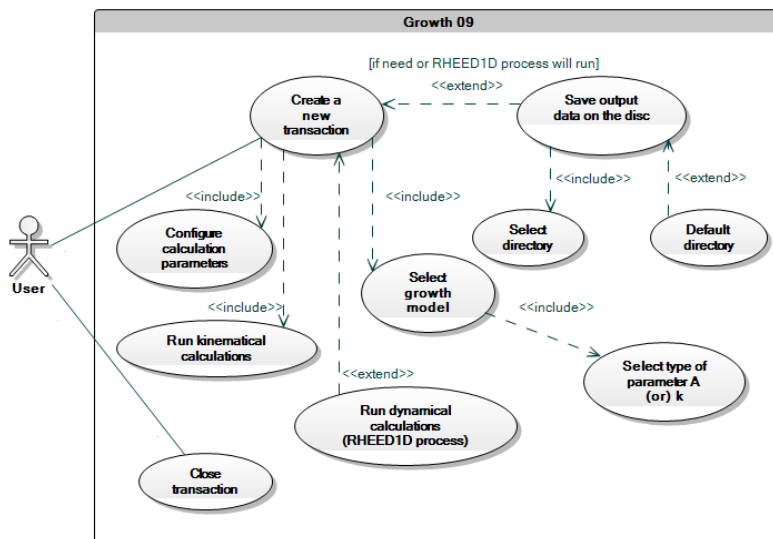 Growth 09
[if need or RHEED1D process will run]
<<extend>>
Create a
new
transaction
Save output
data on the disc
<<include>>
<<include>>
<<include>>
<<extend>>
Configure
calculation
parameters
Select
directory
Default
directory
User
Select
growth
model
<<include>>
<<include>>
Run kinematical
calculations
Select type of
parameter A
(or) k
<<extend>>
Run dynamical
calculations
(RHEED1D process)
Close
transaction